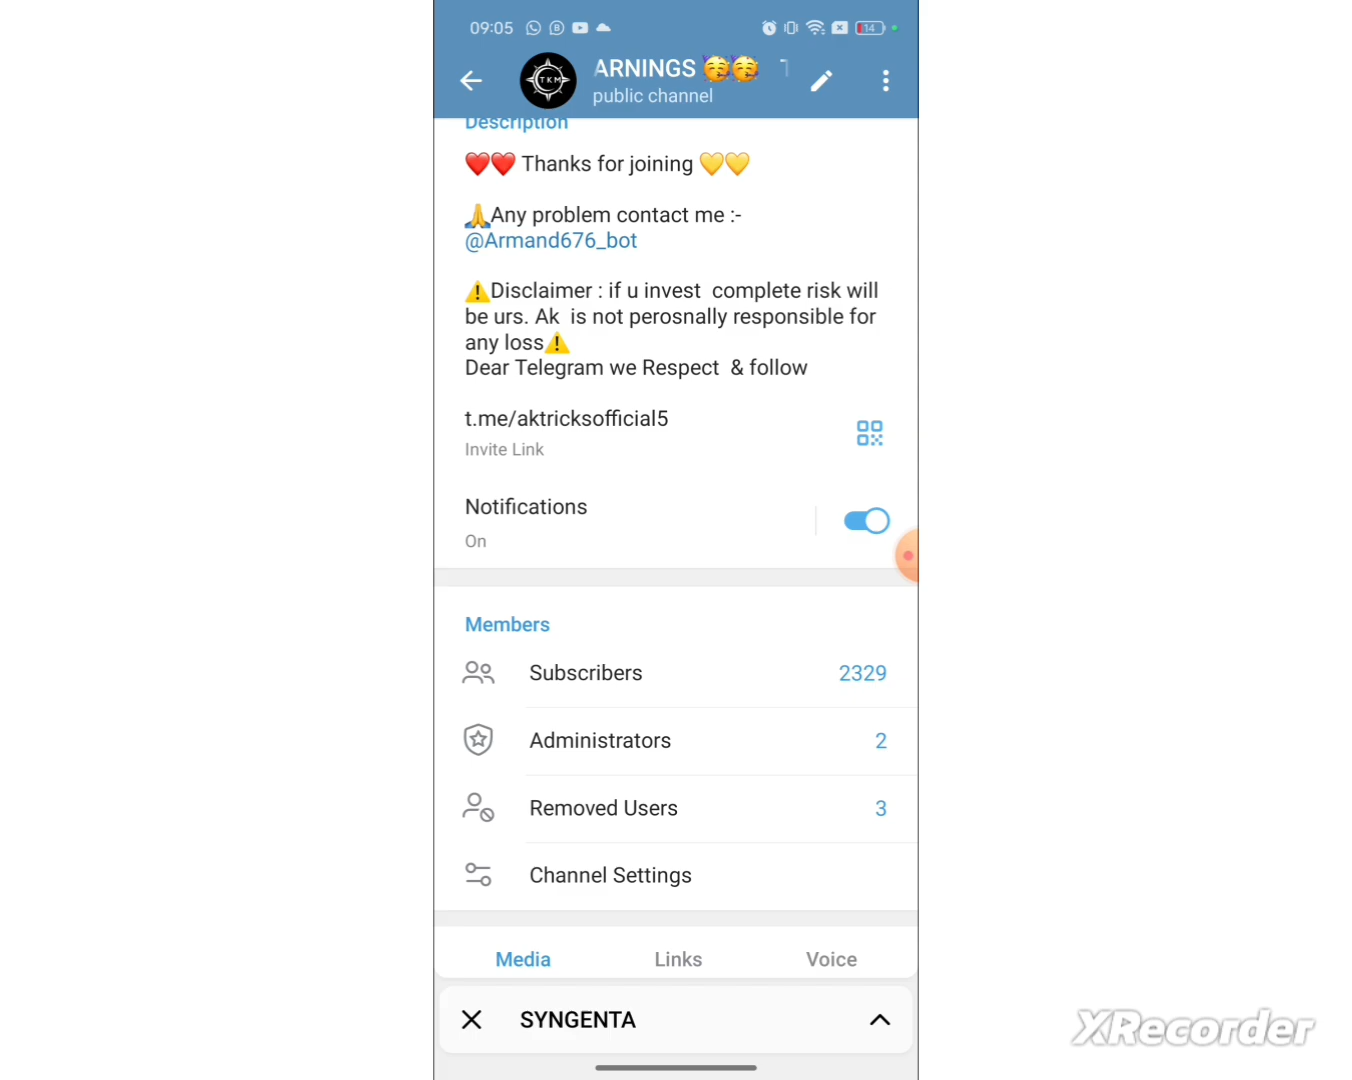 09:05
14
TKM
ARNINGS 🥳🥳
public channel
Description
❤️❤️ Thanks for joining 💛💛
🙏Any problem contact me :-
@Armand676_bot
⚠️Disclaimer : if u invest  complete risk will
be urs. Ak  is not perosnally responsible for
any loss⚠️
Dear Telegram we Respect  & follow
t.me/aktricksofficial5
Invite Link
Notifications
On
Members
Subscribers 2329
Administrators 2
Removed Users 3
Channel Settings
Media Links Voice
SYNGENTA
XRecorder